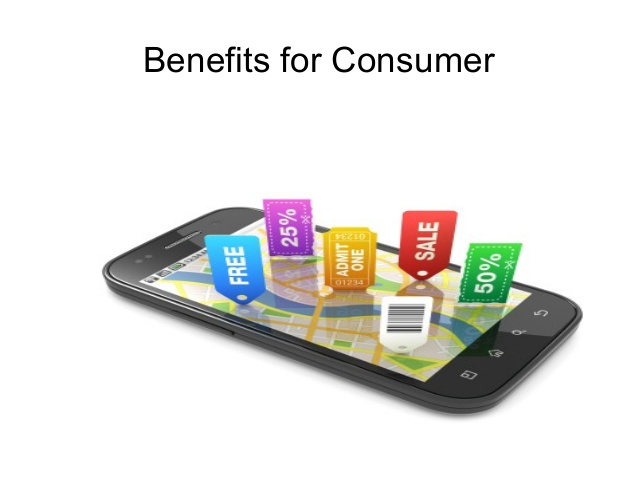 Benefits for Consumer
FREE
25%
01234
ADMIT
ONE
01234
SALE
50%